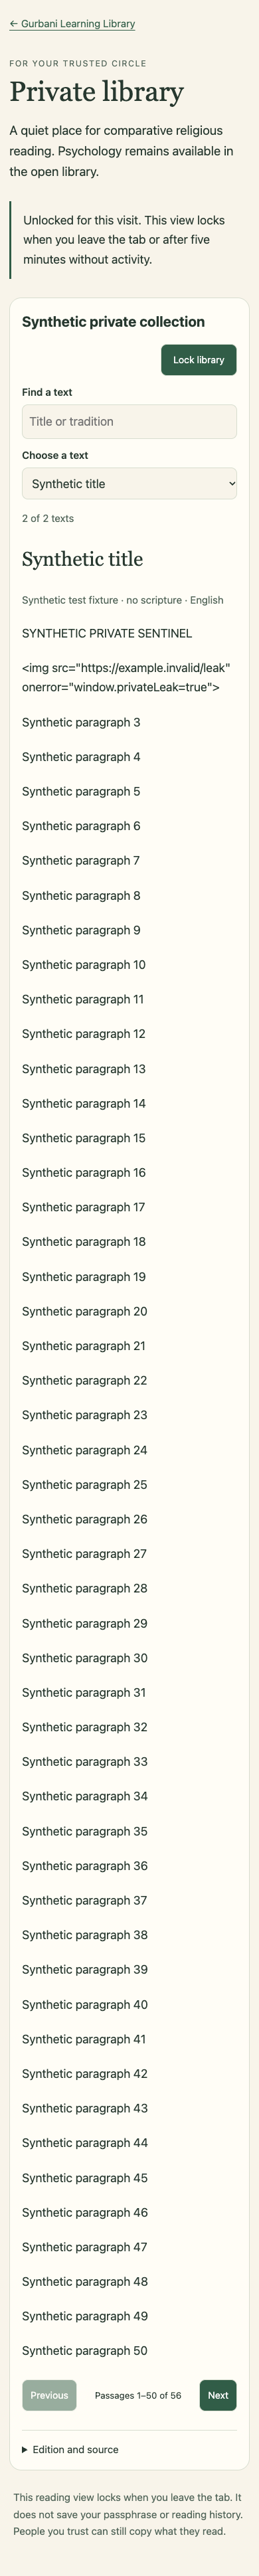 ← Gurbani Learning Library
FOR YOUR TRUSTED CIRCLE
Private library
A quiet place for comparative religious
reading. Psychology remains available in
the open library.
Unlocked for this visit. This view locks
when you leave the tab or after five
minutes without activity.
Synthetic private collection
Lock library
Find a text
Title or tradition
Choose a text
Synthetic title
2 of 2 texts
Synthetic title
Synthetic test fixture · no scripture · English
SYNTHETIC PRIVATE SENTINEL
<img src="https://example.invalid/leak"
onerror="window.privateLeak=true">
Synthetic paragraph 3
Synthetic paragraph 4
Synthetic paragraph 5
Synthetic paragraph 6
Synthetic paragraph 7
Synthetic paragraph 8
Synthetic paragraph 9
Synthetic paragraph 10
Synthetic paragraph 11
Synthetic paragraph 12
Synthetic paragraph 13
Synthetic paragraph 14
Synthetic paragraph 15
Synthetic paragraph 16
Synthetic paragraph 17
Synthetic paragraph 18
Synthetic paragraph 19
Synthetic paragraph 20
Synthetic paragraph 21
Synthetic paragraph 22
Synthetic paragraph 23
Synthetic paragraph 24
Synthetic paragraph 25
Synthetic paragraph 26
Synthetic paragraph 27
Synthetic paragraph 28
Synthetic paragraph 29
Synthetic paragraph 30
Synthetic paragraph 31
Synthetic paragraph 32
Synthetic paragraph 33
Synthetic paragraph 34
Synthetic paragraph 35
Synthetic paragraph 36
Synthetic paragraph 37
Synthetic paragraph 38
Synthetic paragraph 39
Synthetic paragraph 40
Synthetic paragraph 41
Synthetic paragraph 42
Synthetic paragraph 43
Synthetic paragraph 44
Synthetic paragraph 45
Synthetic paragraph 46
Synthetic paragraph 47
Synthetic paragraph 48
Synthetic paragraph 49
Synthetic paragraph 50
Previous Passages 1–50 of 56 Next
▶ Edition and source
This reading view locks when you leave the tab. It
does not save your passphrase or reading history.
People you trust can still copy what they read.